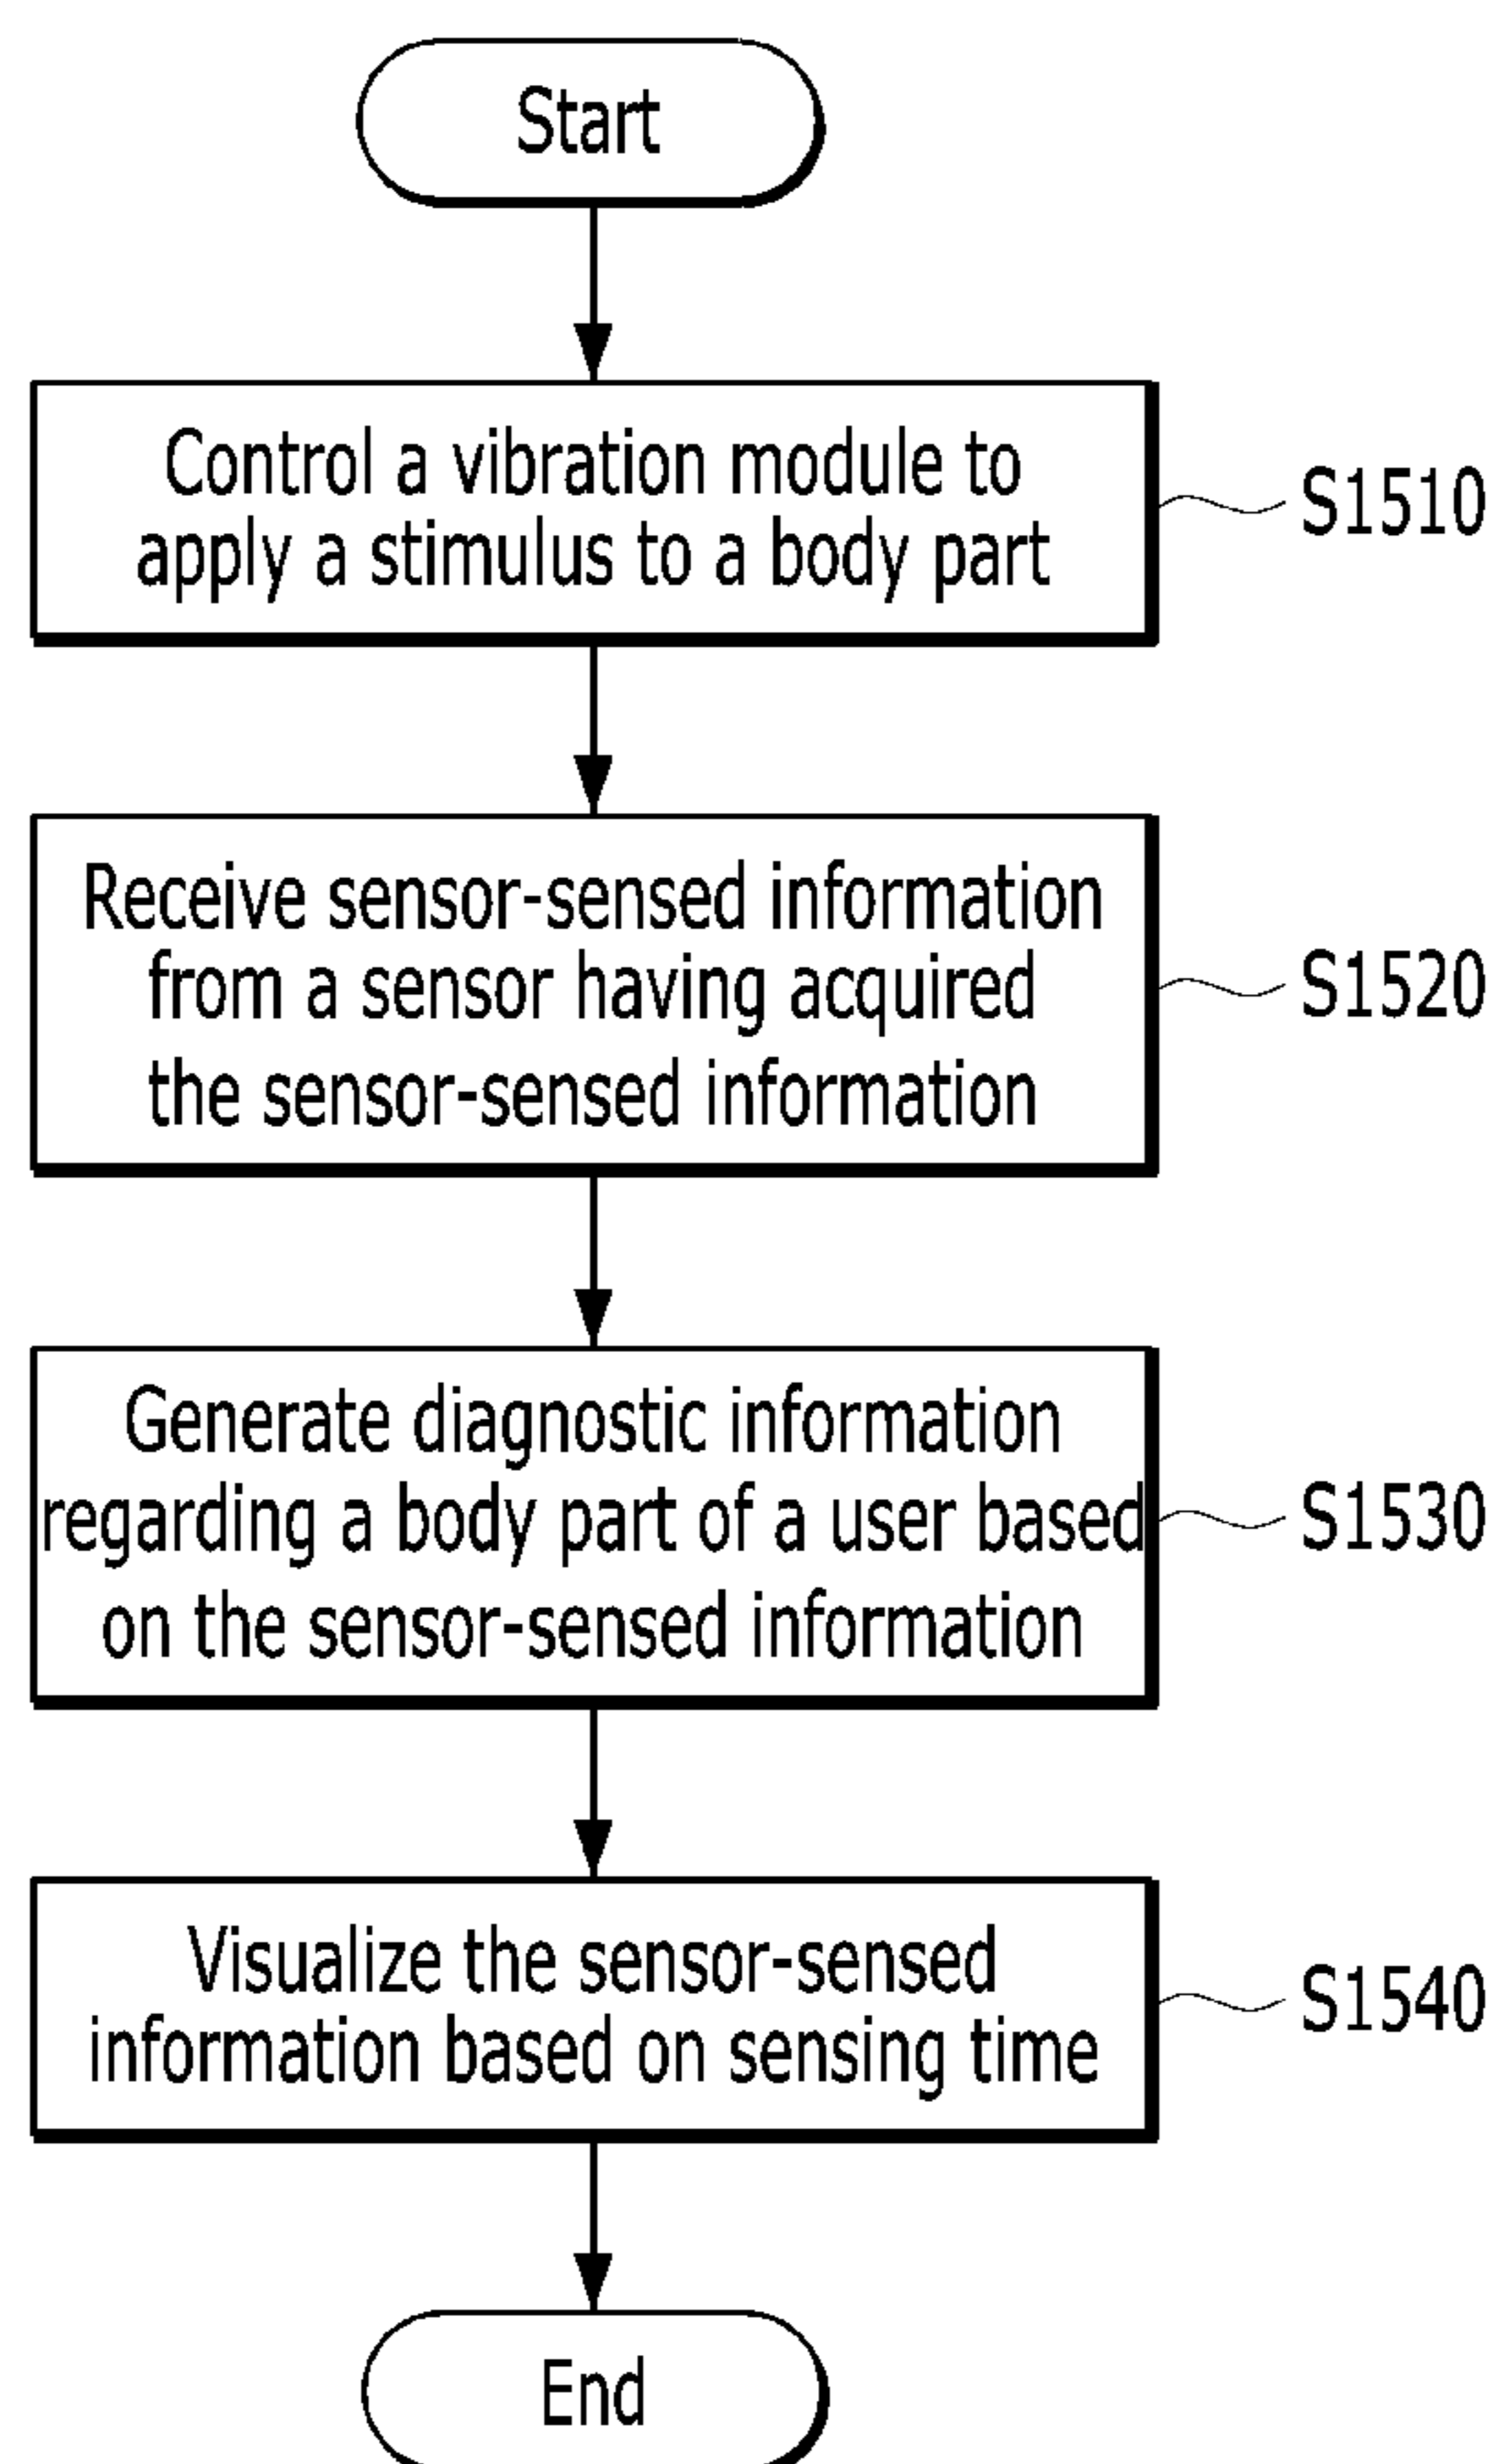 Start
Control a vibration module to
apply a stimulus to a body part
S1510
Receive sensor-sensed information
from a sensor having acquired
the sensor-sensed information
S1520
Generate diagnostic information
regarding a body part of a user based
on the sensor-sensed information
S1530
Visualize the sensor-sensed
information based on sensing time
S1540
End